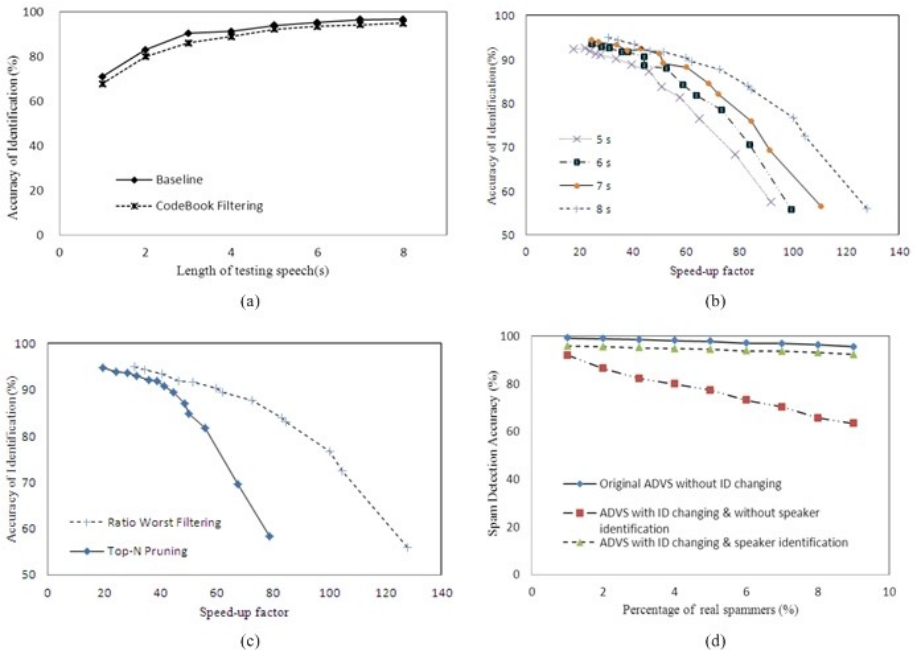 100
80
60
40
20
0
Accuracy of Identification(%)
Baseline
CodeBook Filtering
0 2 4 6 8
Length of testing speech(s)
(a)
100
90
80
70
60
50
Accuracy of Identification(%)
5 s
6 s
7 s
8 s
0 20 40 60 80 100 120 140
Speed-up factor
(b)
100
90
80
70
60
50
Accuracy of Identification(%)
Ratio Worst Filtering
Top-N Pruning
0 20 40 60 80 100 120 140
Speed-up factor
(c)
100
80
60
40
20
0
Spam Detection Accuracy (%)
Original ADVS without ID changing
ADVS with ID changing & without speaker
identification
ADVS with ID changing & speaker identification
0 2 4 6 8 10
Percentage of real spammers (%)
(d)